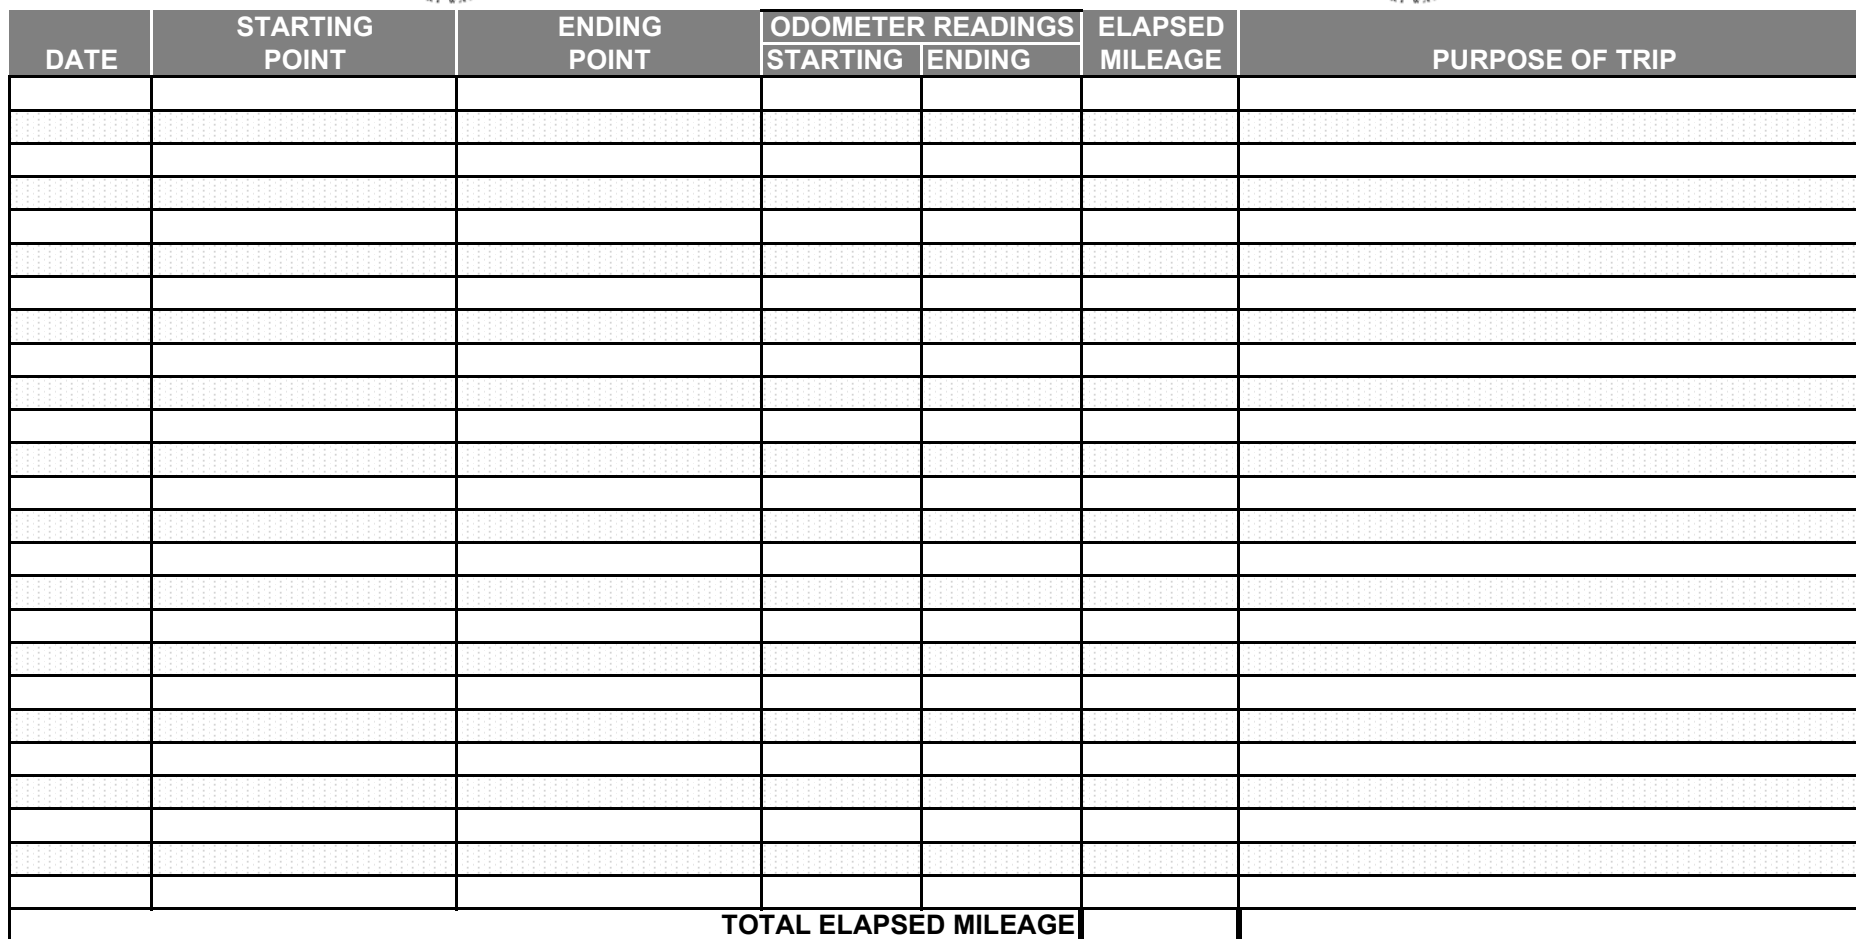 DATE
STARTING
POINT
ENDING
POINT
ODOMETER READINGS
STARTING
ENDING
ELAPSED
MILEAGE
PURPOSE OF TRIP
TOTAL ELAPSED MILEAGE